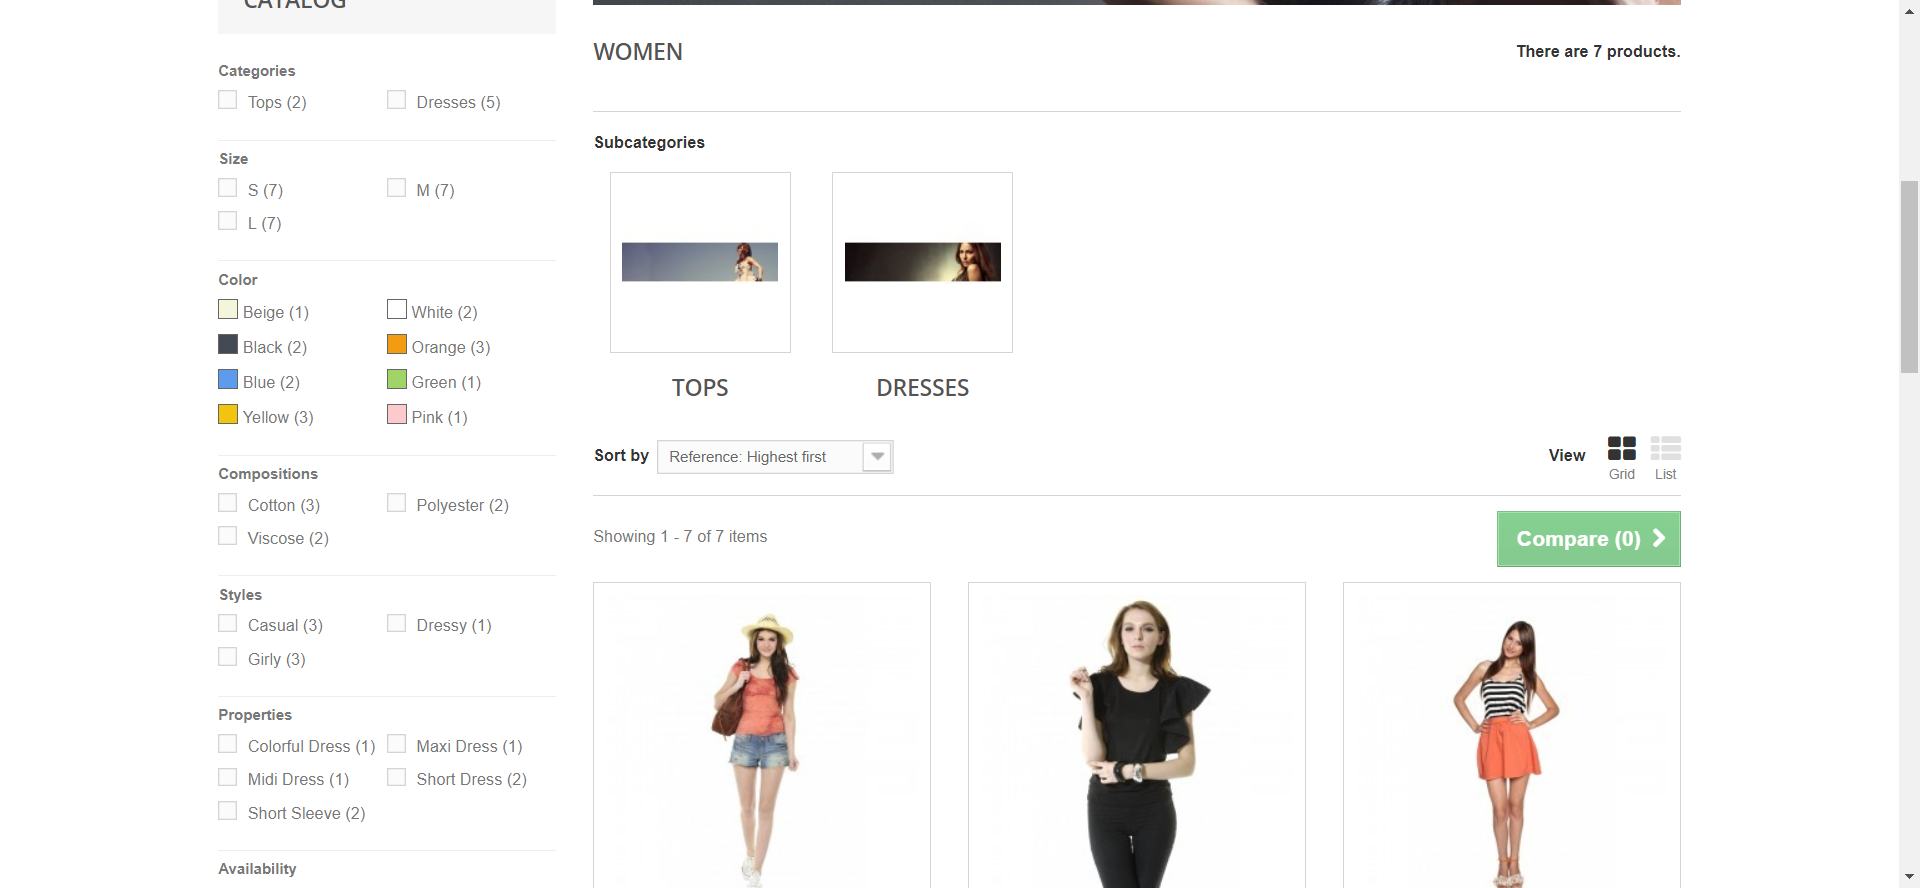 CATALOG
Categories
Tops (2)
Dresses (5)
Size
S (7)
M (7)
L (7)
Color
Beige (1)
White (2)
Black (2)
Orange (3)
Blue (2)
Green (1)
Yellow (3)
Pink (1)
Compositions
Cotton (3)
Polyester (2)
Viscose (2)
Styles
Casual (3)
Dressy (1)
Girly (3)
Properties
Colorful Dress (1)
Maxi Dress (1)
Midi Dress (1)
Short Dress (2)
Short Sleeve (2)
Availability
WOMEN
There are 7 products.
Subcategories
TOPS
DRESSES
Sort by
Reference: Highest first
View
Grid
List
Showing 1 - 7 of 7 items
Compare (0)